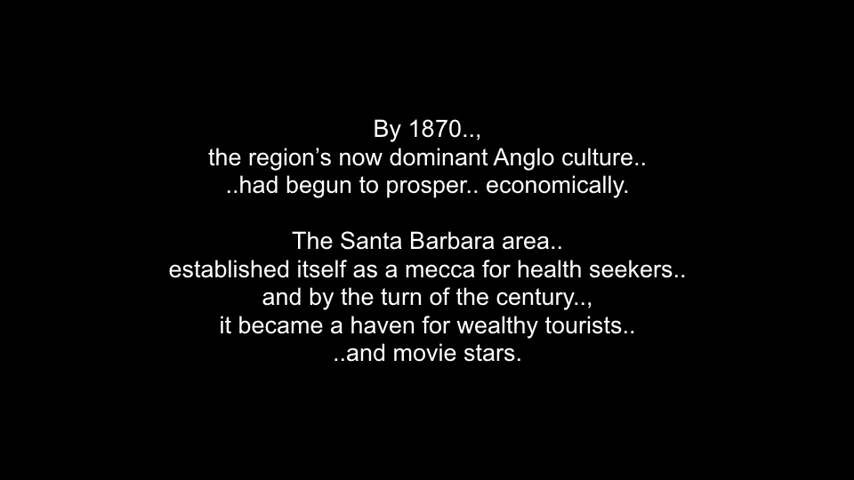 By 1870..,
the region’s now dominant Anglo culture..
..had begun to prosper.. economically.
The Santa Barbara area..
established itself as a mecca for health seekers..
and by the turn of the century..,
it became a haven for wealthy tourists..
..and movie stars.